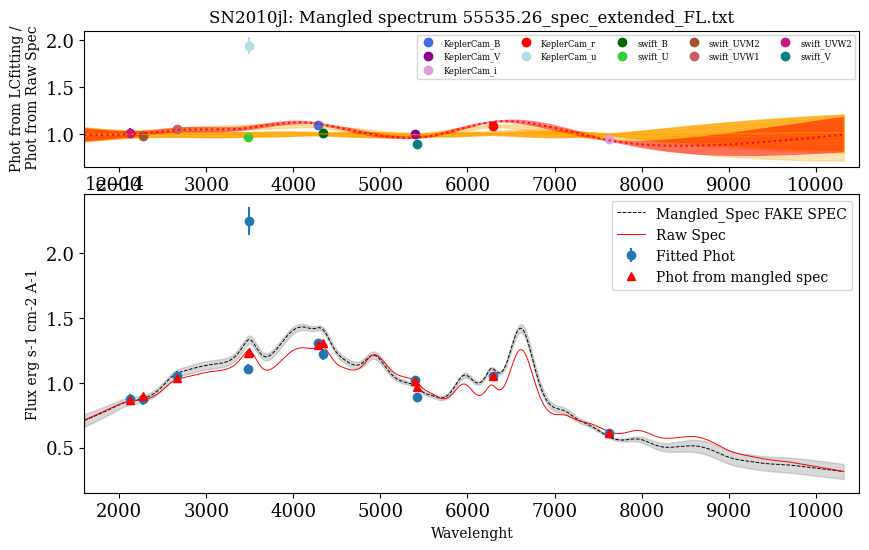 SN2010jl: Mangled spectrum 55535.26_spec_extended_FL.txt
Phot from LCfitting /
Phot from Raw Spec
2.0
1.5
1.0
KeplerCam_B
KeplerCam_V
KeplerCam_i
KeplerCam_r
KeplerCam_u
swift_B
swift_U
swift_UVM2
swift_UVW1
swift_UVW2
swift_V
2000 3000 4000 5000 6000 7000 8000 9000 10000
1e−14
Flux erg s-1 cm-2 A-1
2.0
1.5
1.0
0.5
Mangled_Spec FAKE SPEC
Raw Spec
Fitted Phot
Phot from mangled spec
2000 3000 4000 5000 6000 7000 8000 9000 10000
Wavelenght